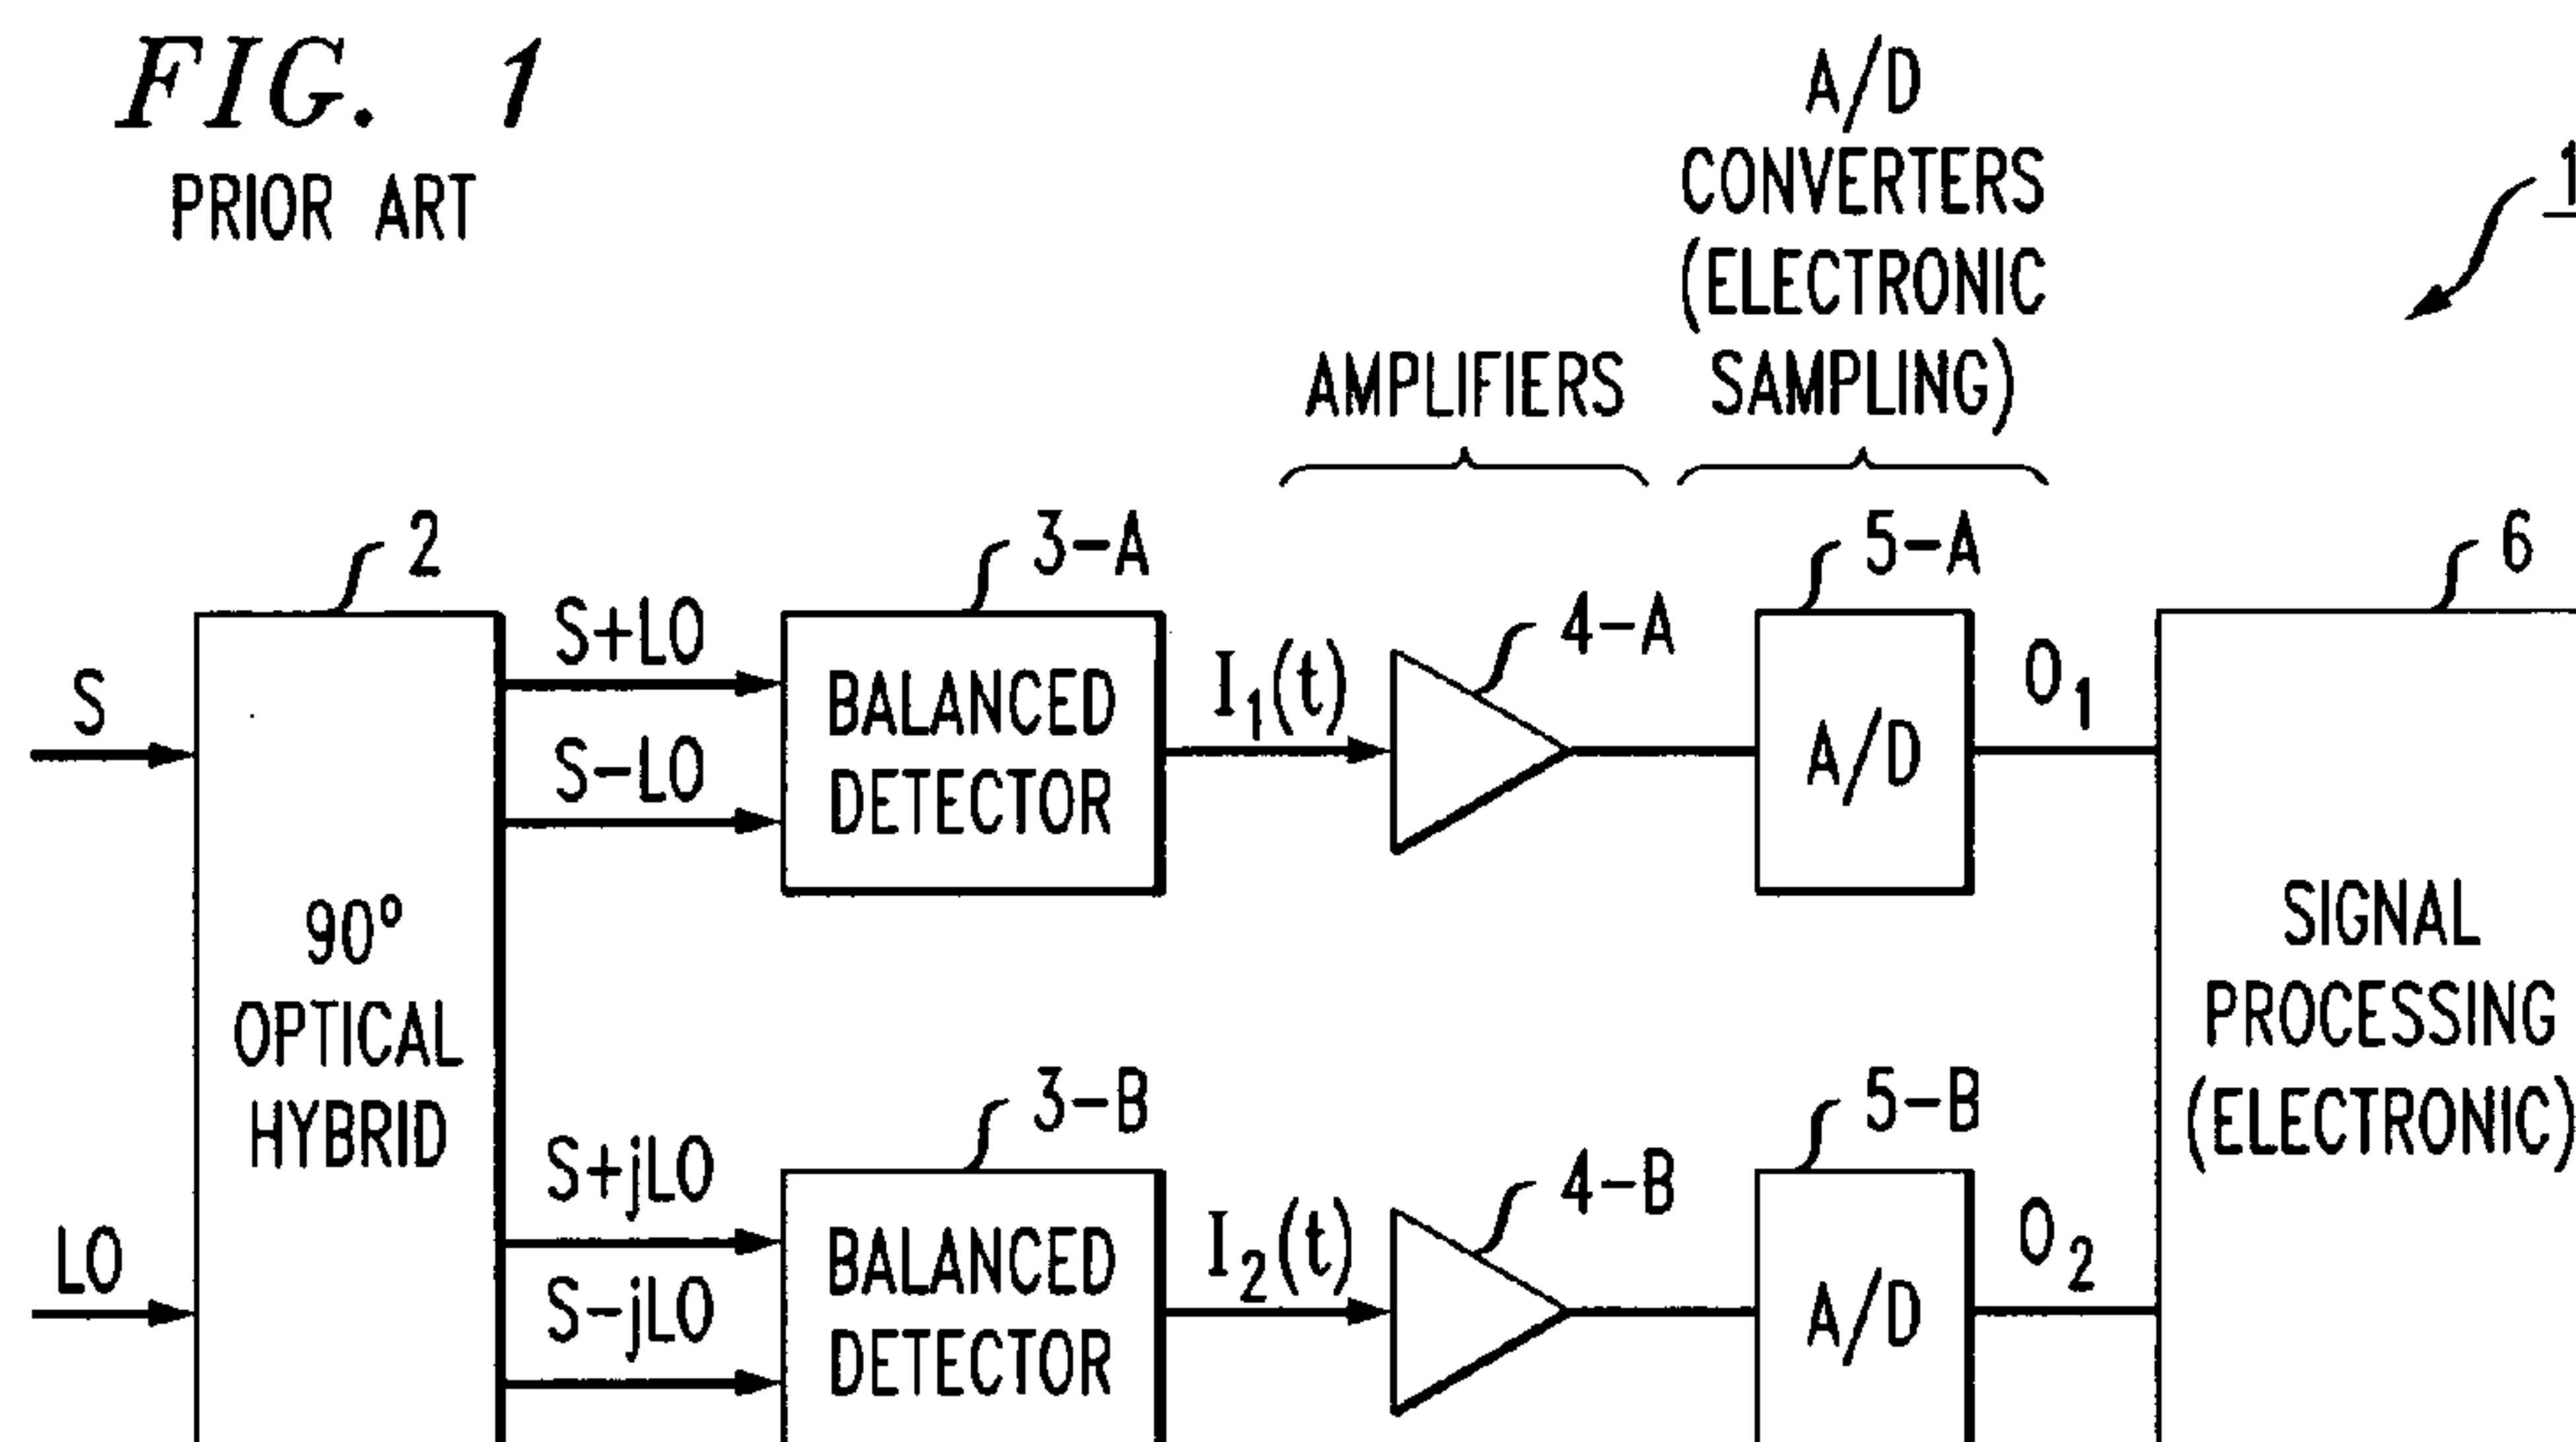 FIG. 1
PRIOR ART
A/D
CONVERTERS
(ELECTRONIC
SAMPLING)
AMPLIFIERS
1
2
3-A
5-A
6
S+LO
4-A
S
I1(t)
O1
BALANCED
DETECTOR
A/D
S-LO
90°
OPTICAL
HYBRID
SIGNAL
PROCESSING
(ELECTRONIC)
3-B
5-B
S+jLO
4-B
LO
I2(t)
O2
BALANCED
DETECTOR
A/D
S-jLO